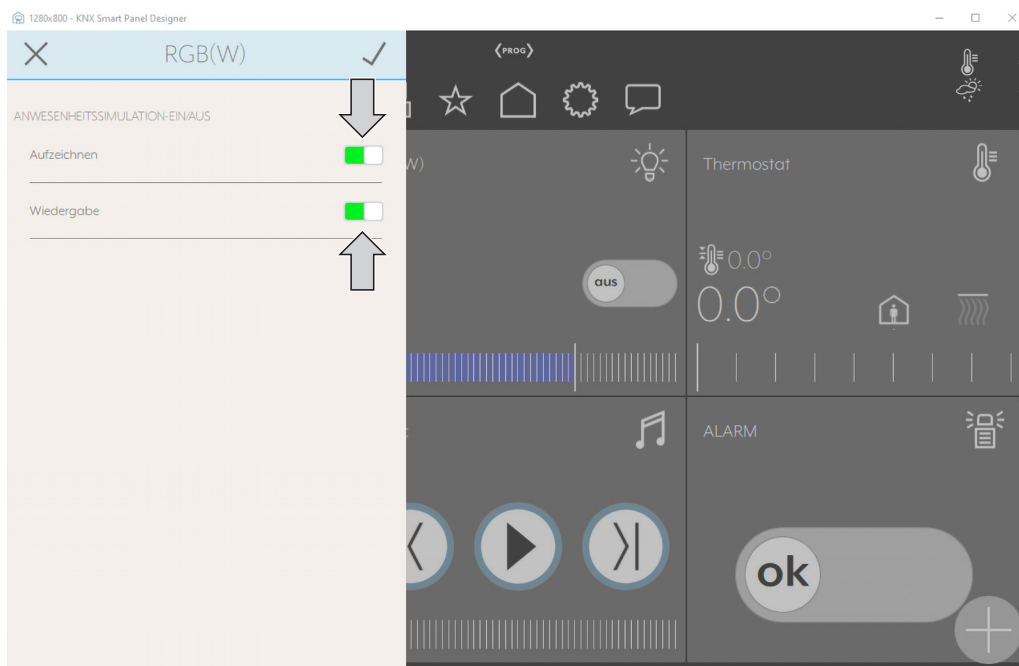 1280x800 - KNX Smart Panel Designer
RGB(W)
ANWESENHEITSSIMULATION-EIN/AUS
Aufzeichnen
Wiedergabe
PROG
W)
aus
Thermostat
0.0°
0.0°
ALARM
ok